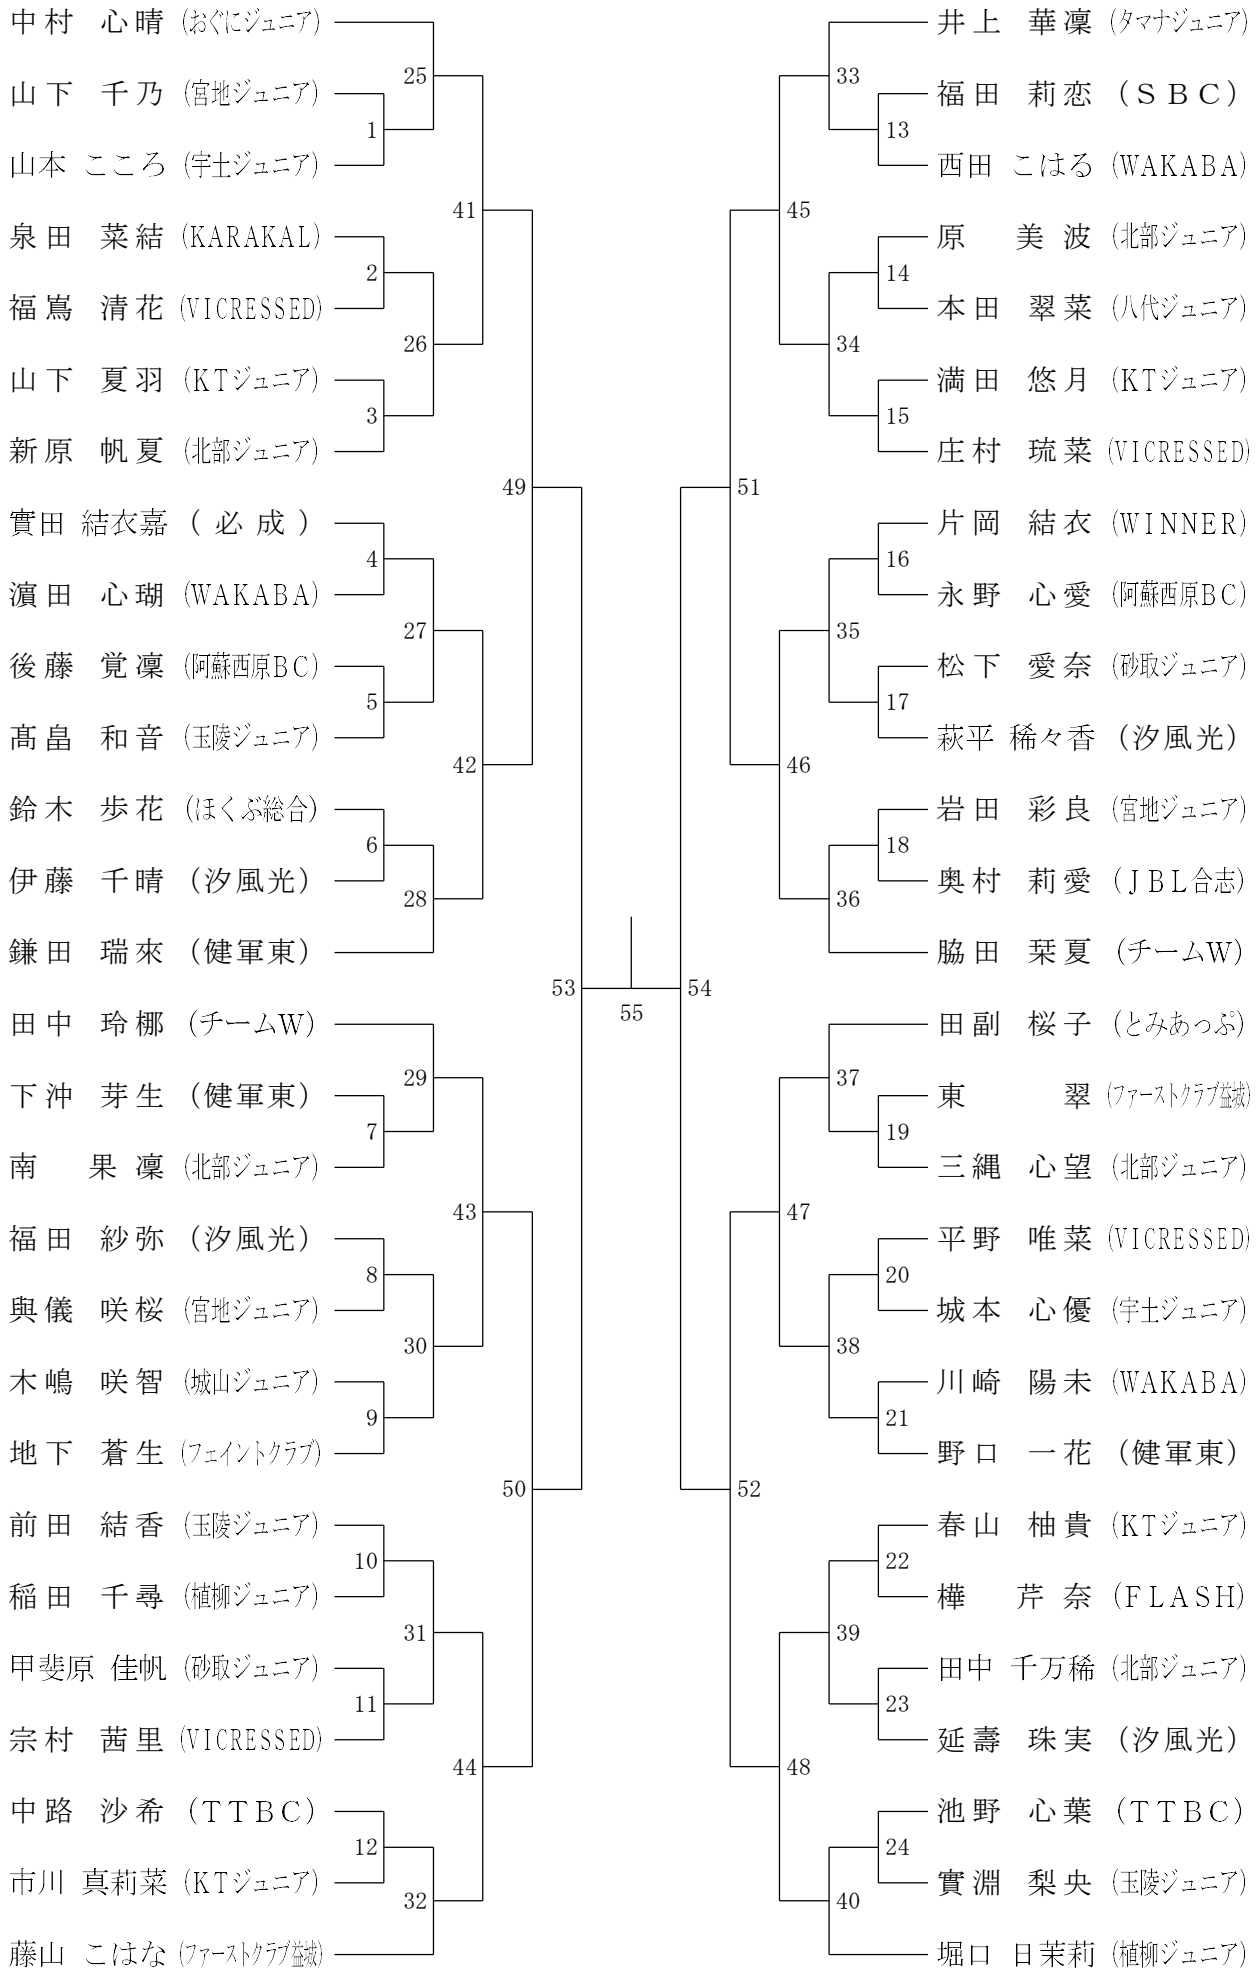 中村 心晴 (おぐにジュニア)
山下 千乃 (宮地ジュニア)
山本 こころ (宇土ジュニア)
泉田 菜結 (KARAKAL)
福嶌 清花 (VICRESSED)
山下 夏羽 (KTジュニア)
新原 帆夏 (北部ジュニア)
實田 結衣嘉 (必成)
濵田 心瑚 (WAKABA)
後藤 覚凜 (阿蘇西原BC)
髙畠 和音 (玉陵ジュニア)
鈴木 歩花 (ほくぶ総合)
伊藤 千晴 (汐風光)
鎌田 瑞來 (健軍東)
田中 玲梛 (チームW)
下沖 芽生 (健軍東)
南 果凜 (北部ジュニア)
福田 紗弥 (汐風光)
與儀 咲桜 (宮地ジュニア)
木嶋 咲智 (城山ジュニア)
地下 蒼生 (フェイントクラブ)
前田 結香 (玉陵ジュニア)
稲田 千尋 (植柳ジュニア)
甲斐原 佳帆 (砂取ジュニア)
宗村 茜里 (VICRESSED)
中路 沙希 (TTBC)
市川 真莉菜 (KTジュニア)
藤山 こはな (ファーストクラブ益城)
1
2
3
4
5
6
7
8
9
10
11
12
25
26
27
28
29
30
31
32
41
42
43
44
49
50
53
55
54
51
52
45
46
47
48
33
34
35
36
37
38
39
40
13
14
15
16
17
18
19
20
21
22
23
24
井上 華凜 (タマナジュニア)
福田 莉恋 (SBC)
西田 こはる (WAKABA)
原 美波 (北部ジュニア)
本田 翠菜 (八代ジュニア)
満田 悠月 (KTジュニア)
庄村 琉菜 (VICRESSED)
片岡 結衣 (WINNER)
永野 心愛 (阿蘇西原BC)
松下 愛奈 (砂取ジュニア)
萩平 稀々香 (汐風光)
岩田 彩良 (宮地ジュニア)
奥村 莉愛 (JBL合志)
脇田 栞夏 (チームW)
田副 桜子 (とみあっぷ)
東 翠 (ファーストクラブ益城)
三縄 心望 (北部ジュニア)
平野 唯菜 (VICRESSED)
城本 心優 (宇土ジュニア)
川崎 陽未 (WAKABA)
野口 一花 (健軍東)
春山 柚貴 (KTジュニア)
樺 芹奈 (FLASH)
田中 千万稀 (北部ジュニア)
延壽 珠実 (汐風光)
池野 心葉 (TTBC)
實淵 梨央 (玉陵ジュニア)
堀口 日茉莉 (植柳ジュニア)